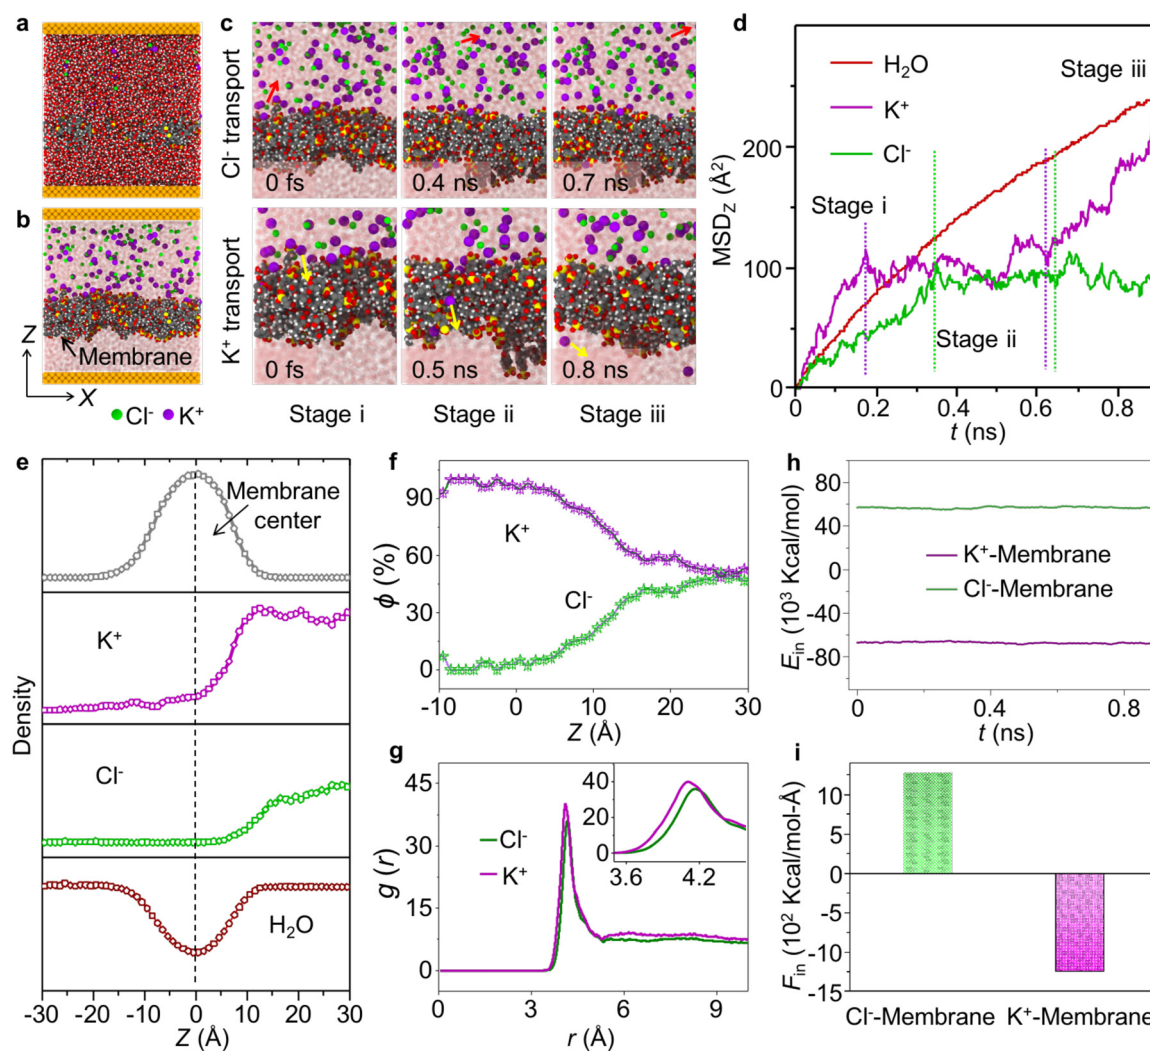 a
b
Z
X
Membrane
Cl⁻ K⁺
c
Cl⁻ transport
0 fs
0.4 ns
0.7 ns
K⁺ transport
0 fs
0.5 ns
0.8 ns
Stage i
Stage ii
Stage iii
d
H₂O
K⁺
Cl⁻
Stage i
Stage ii
Stage iii
MSD_Z (Å²)
200
100
0
0 0.2 0.4 0.6 0.8
t (ns)
e
Membrane
center
K⁺
Cl⁻
H₂O
Density
-30 -20 -10 0 10 20 30
Z (Å)
f
K⁺
Cl⁻
ϕ (%)
90
60
30
0
-10 0 10 20 30
Z (Å)
g
Cl⁻
K⁺
g (r)
45
30
15
0
0 3 6 9
r (Å)
40
20
0
3.6 4.2
h
K⁺-Membrane
Cl⁻-Membrane
E_in (10³ Kcal/mol)
80
40
0
-40
-80
0 0.4 0.8
t (ns)
i
F_in (10² Kcal/mol-Å)
10
5
0
-5
-10
-15
Cl⁻-Membrane K⁺-Membrane